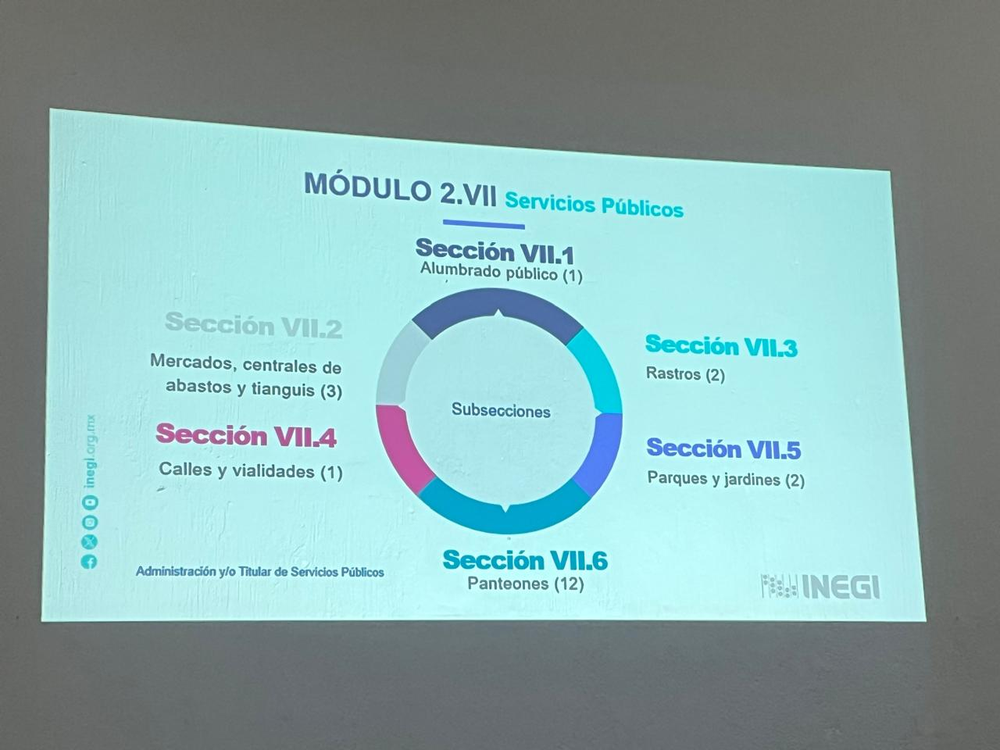 MÓDULO 2.VII Servicios Públicos
Sección VII.1
Alumbrado público (1)
Sección VII.2
Mercados, centrales de
abastos y tianguis (3)
Sección VII.3
Rastros (2)
Subsecciones
Sección VII.4
Calles y vialidades (1)
Sección VII.5
Parques y jardines (2)
Sección VII.6
Panteones (12)
Administración y/o Titular de Servicios Públicos
inegi.org.mx
INEGI